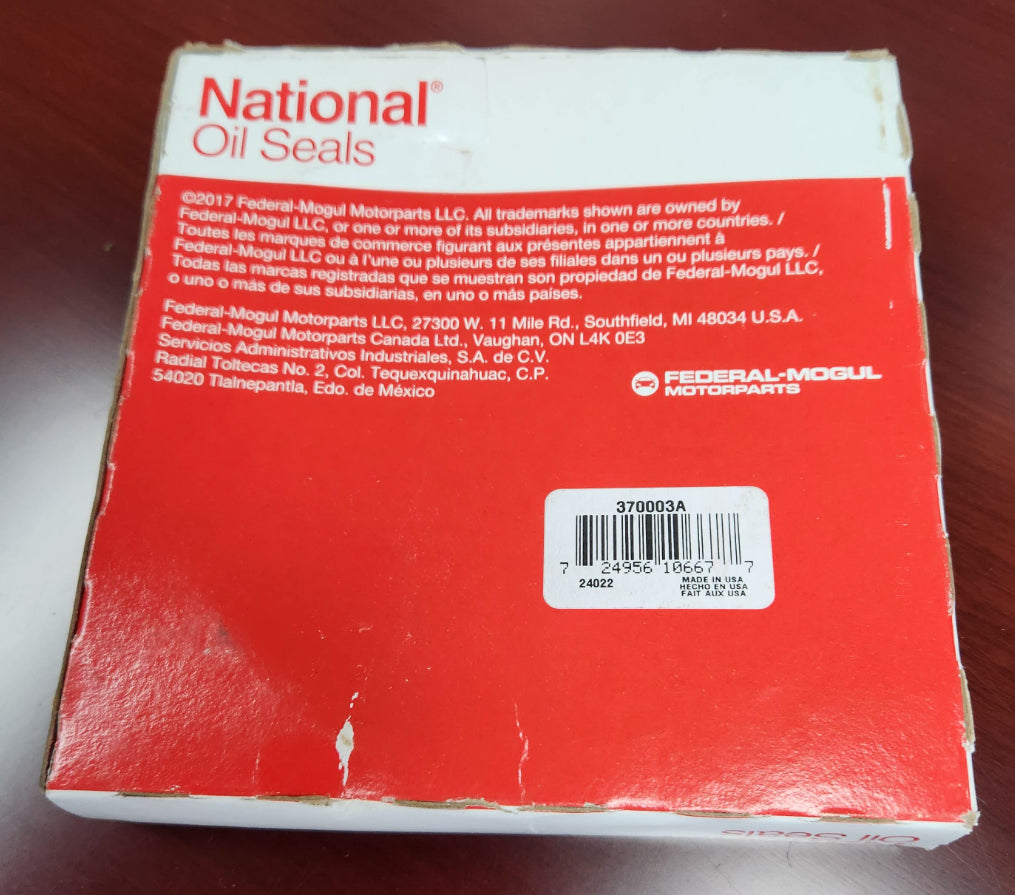 National®
Oil Seals
©2017 Federal-Mogul Motorparts LLC. All trademarks shown are owned by
Federal-Mogul LLC, or one or more of its subsidiaries, in one or more countries. /
Toutes les marques de commerce figurant aux présentes appartiennent à
Federal-Mogul LLC ou à l'une ou plusieurs de ses filiales dans un ou plusieurs pays. /
Todas las marcas registradas que se muestran son propiedad de Federal-Mogul LLC,
o uno o más de sus subsidiarias, en uno o más países.
Federal-Mogul Motorparts LLC, 27300 W. 11 Mile Rd., Southfield, MI 48034 U.S.A.
Federal-Mogul Motorparts Canada Ltd., Vaughan, ON L4K 0E3
Servicios Administrativos Industriales, S.A. de C.V.
Radial Toltecas No. 2, Col. Tequexquinahuac, C.P.
54020 Tlalnepantla, Edo. de México
FEDERAL-MOGUL
MOTORPARTS
370003A
7 24956 10667 7
24022
MADE IN USA
HECHO EN USA
FAIT AUX USA
Oil Seals